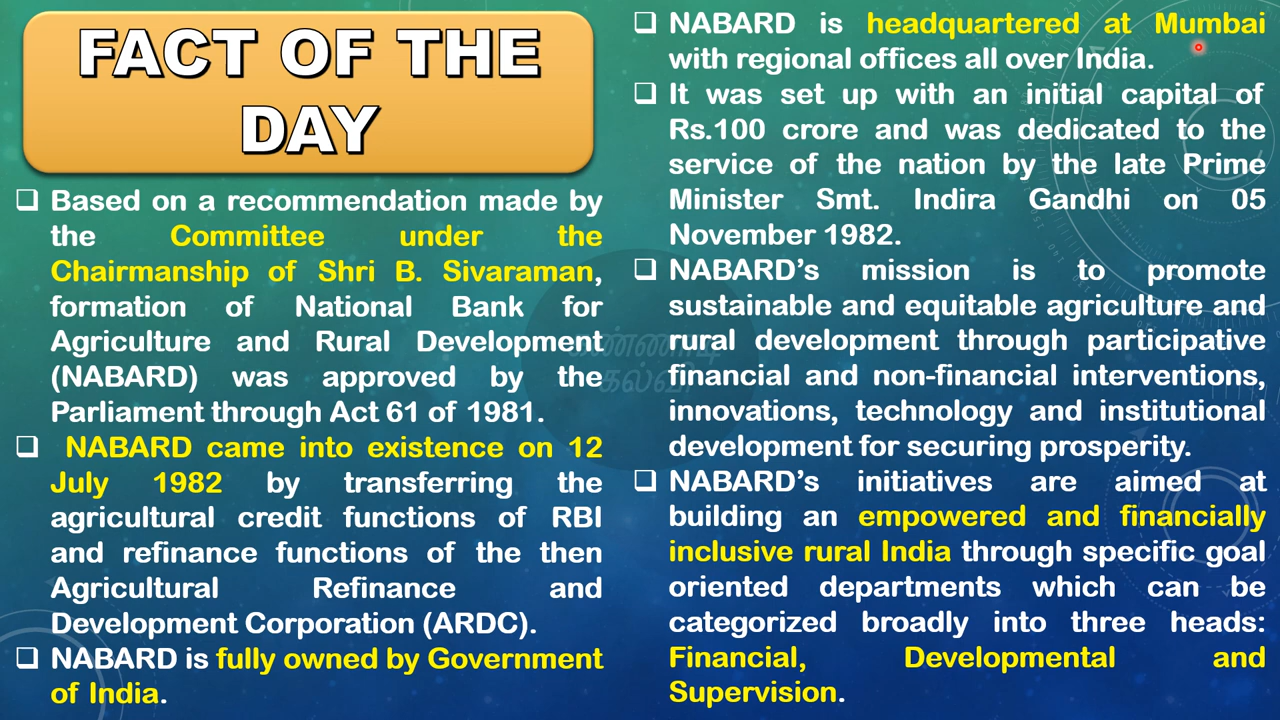 FACT OF THE
DAY
❑ Based on a recommendation made by
the Committee under the
Chairmanship of Shri B. Sivaraman,
formation of National Bank for
Agriculture and Rural Development
(NABARD) was approved by the
Parliament through Act 61 of 1981.
❑ NABARD came into existence on 12
July 1982 by transferring the
agricultural credit functions of RBI
and refinance functions of the then
Agricultural Refinance and
Development Corporation (ARDC).
❑ NABARD is fully owned by Government
of India.
❑ NABARD is headquartered at Mumbai
with regional offices all over India.
❑ It was set up with an initial capital of
Rs.100 crore and was dedicated to the
service of the nation by the late Prime
Minister Smt. Indira Gandhi on 05
November 1982.
❑ NABARD’s mission is to promote
sustainable and equitable agriculture and
rural development through participative
financial and non-financial interventions,
innovations, technology and institutional
development for securing prosperity.
❑ NABARD’s initiatives are aimed at
building an empowered and financially
inclusive rural India through specific goal
oriented departments which can be
categorized broadly into three heads:
Financial, Developmental and
Supervision.
கண்ணாடி
கல்வி